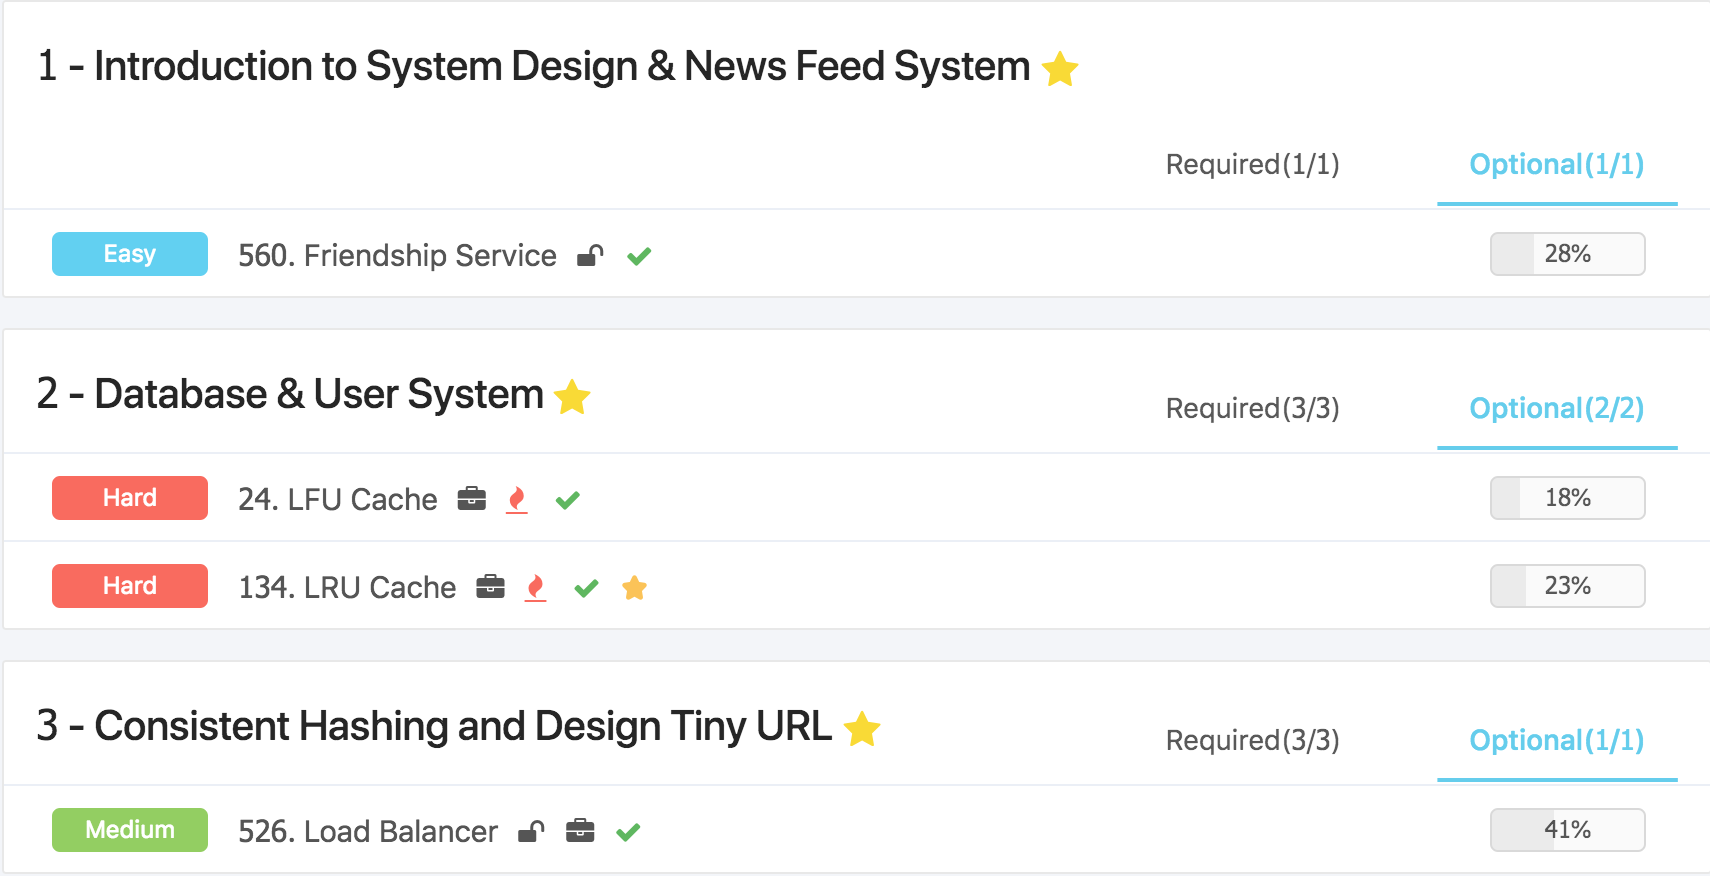 1 - Introduction to System Design & News Feed System
Required(1/1) Optional(1/1)
Easy 560. Friendship Service 28%
2 - Database & User System
Required(3/3) Optional(2/2)
Hard 24. LFU Cache 18%
Hard 134. LRU Cache 23%
3 - Consistent Hashing and Design Tiny URL
Required(3/3) Optional(1/1)
Medium 526. Load Balancer 41%